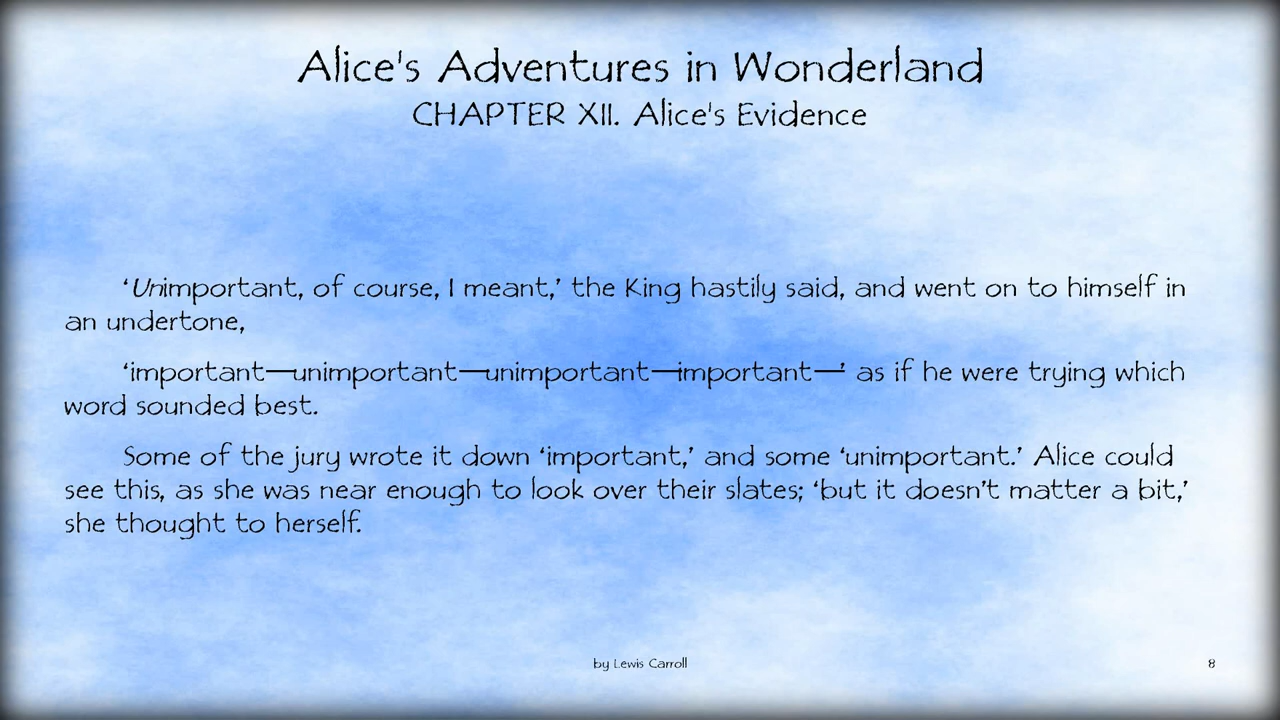 Alice's Adventures in Wonderland
CHAPTER XII. Alice's Evidence
‘Unimportant, of course, I meant,’ the King hastily said, and went on to himself in
an undertone,
‘important—unimportant—unimportant—important—’ as if he were trying which
word sounded best.
Some of the jury wrote it down ‘important,’ and some ‘unimportant.’ Alice could
see this, as she was near enough to look over their slates; ‘but it doesn’t matter a bit,’
she thought to herself.
by Lewis Carroll
8